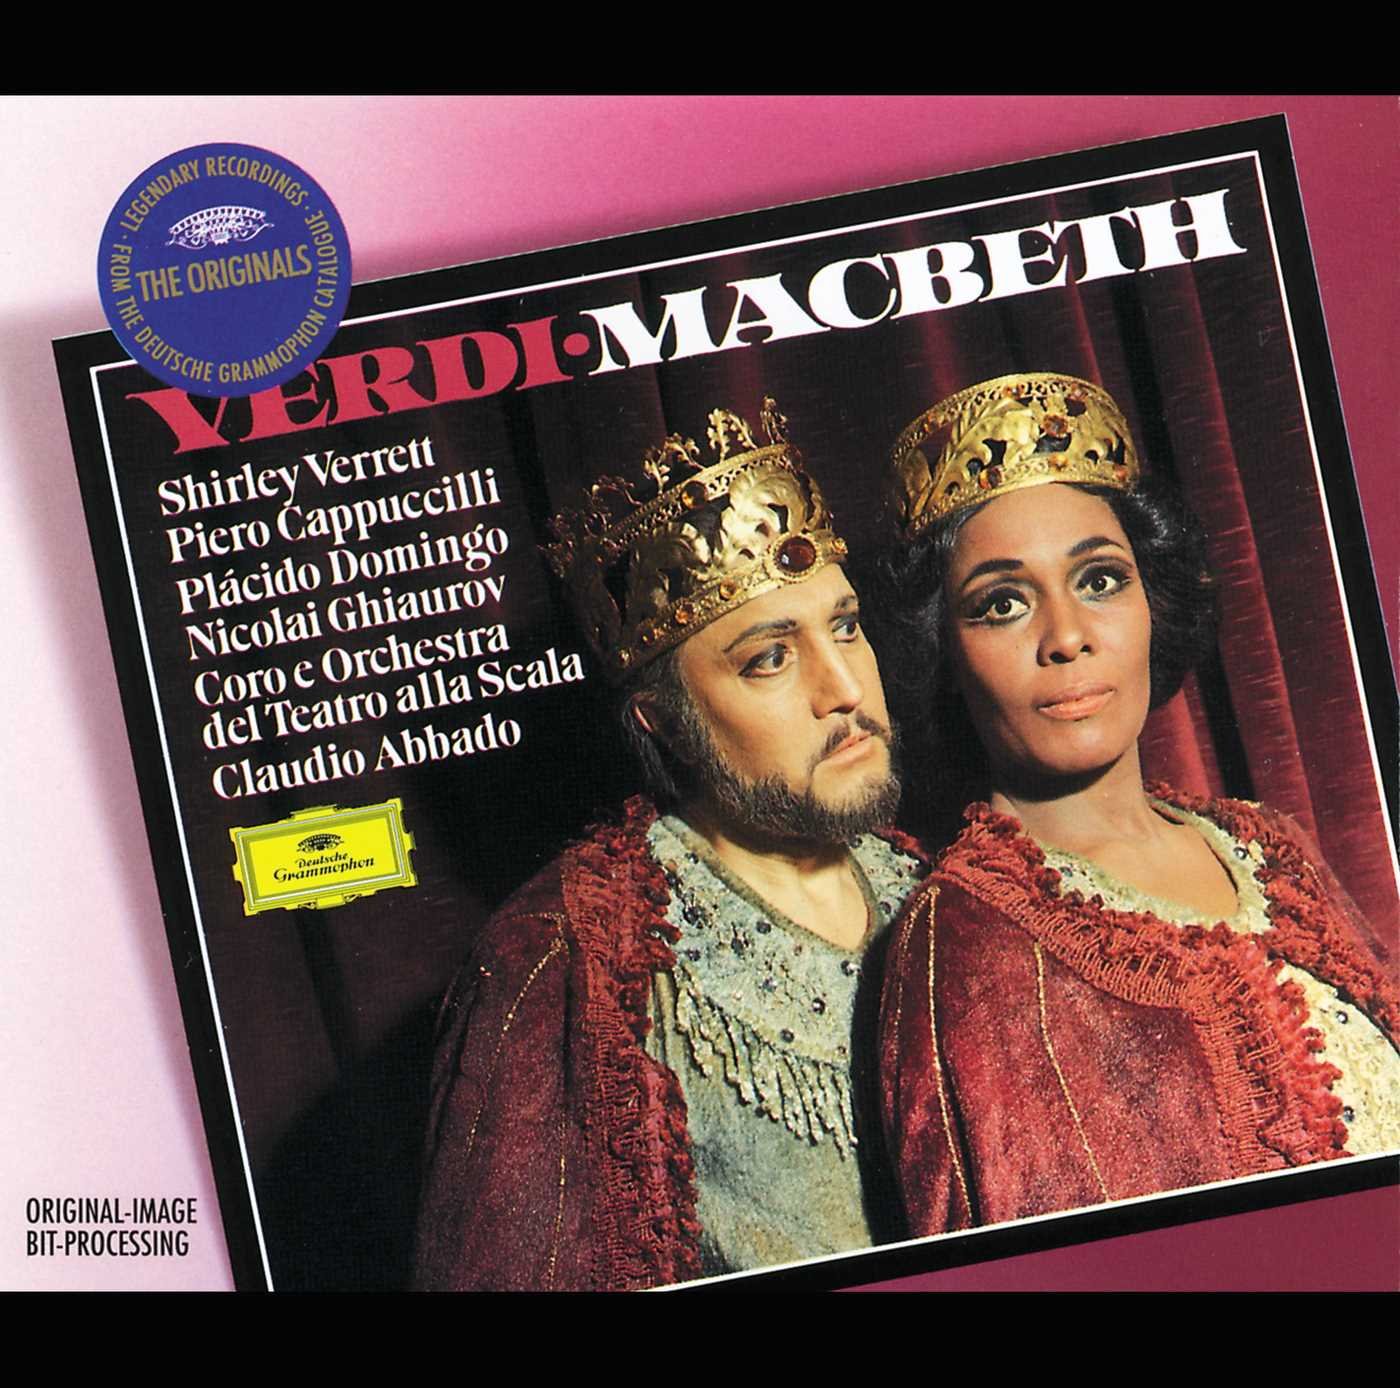 LEGENDARY RECORDINGS ·
FROM THE DEUTSCHE GRAMMOPHON CATALOGUE ·
THE ORIGINALS
VERDI·MACBETH
Shirley Verrett
Piero Cappuccilli
Plácido Domingo
Nicolai Ghiaurov
Coro e Orchestra
del Teatro alla Scala
Claudio Abbado
Deutsche
Grammophon
ORIGINAL-IMAGE
BIT-PROCESSING